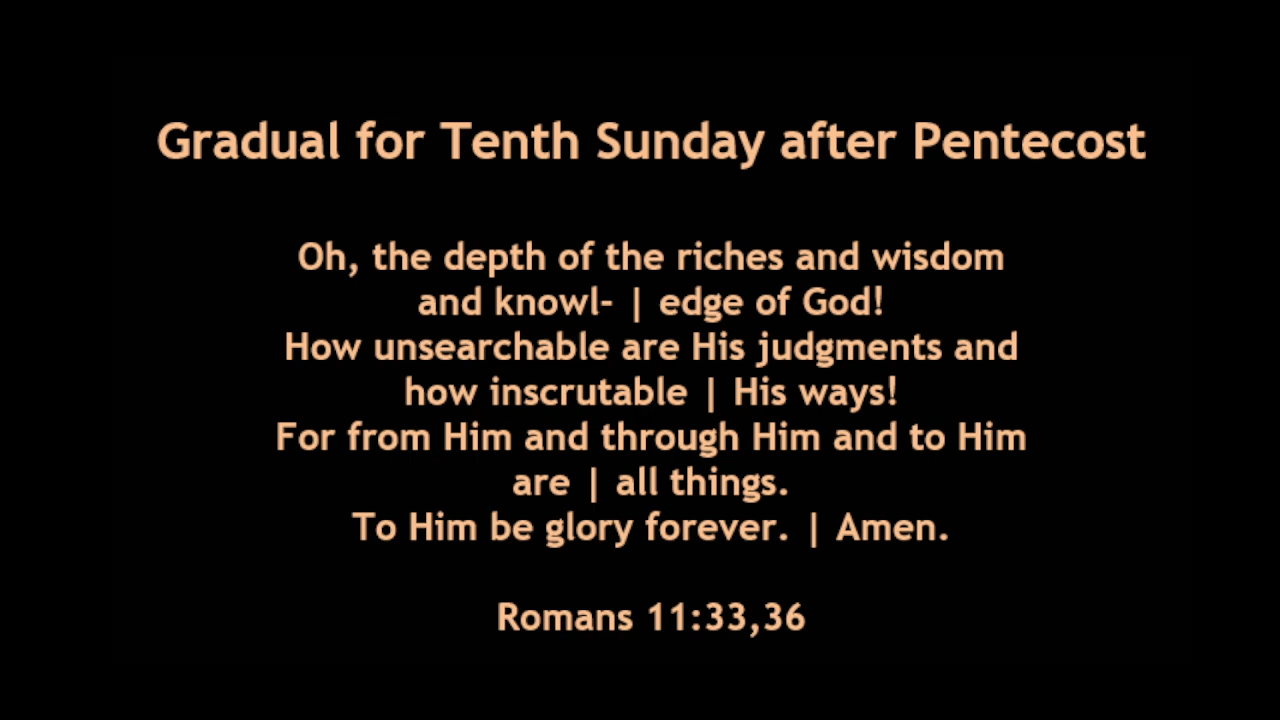 Gradual for Tenth Sunday after Pentecost
Oh, the depth of the riches and wisdom
and knowl- | edge of God!
How unsearchable are His judgments and
how inscrutable | His ways!
For from Him and through Him and to Him
are | all things.
To Him be glory forever. | Amen.
Romans 11:33,36